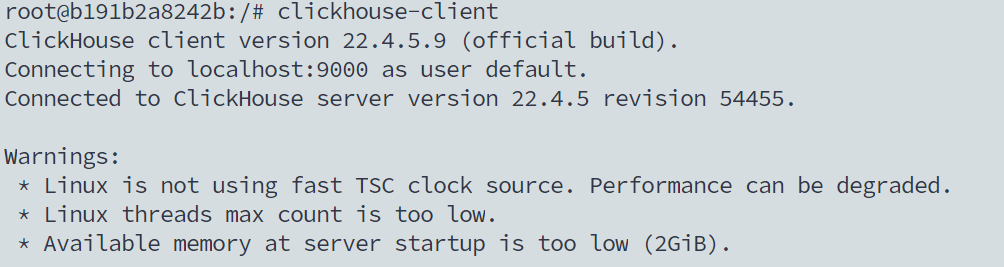 root@b191b2a8242b:/# clickhouse-client
ClickHouse client version 22.4.5.9 (official build).
Connecting to localhost:9000 as user default.
Connected to ClickHouse server version 22.4.5 revision 54455.

Warnings:
 * Linux is not using fast TSC clock source. Performance can be degraded.
 * Linux threads max count is too low.
 * Available memory at server startup is too low (2GiB).